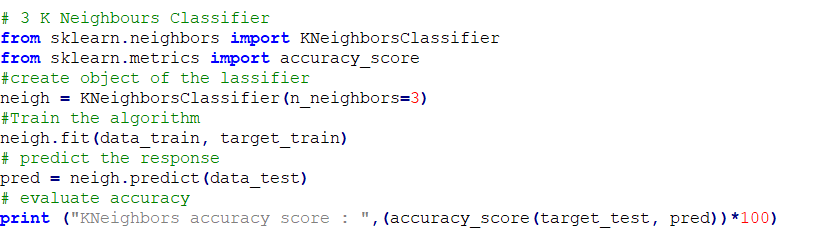 # 3 K Neighbours Classifier
from sklearn.neighbors import KNeighborsClassifier
from sklearn.metrics import accuracy_score
#create object of the lassifier
neigh = KNeighborsClassifier(n_neighbors=3)
#Train the algorithm
neigh.fit(data_train, target_train)
# predict the response
pred = neigh.predict(data_test)
# evaluate accuracy
print ("KNeighbors accuracy score : ",(accuracy_score(target_test, pred))*100)